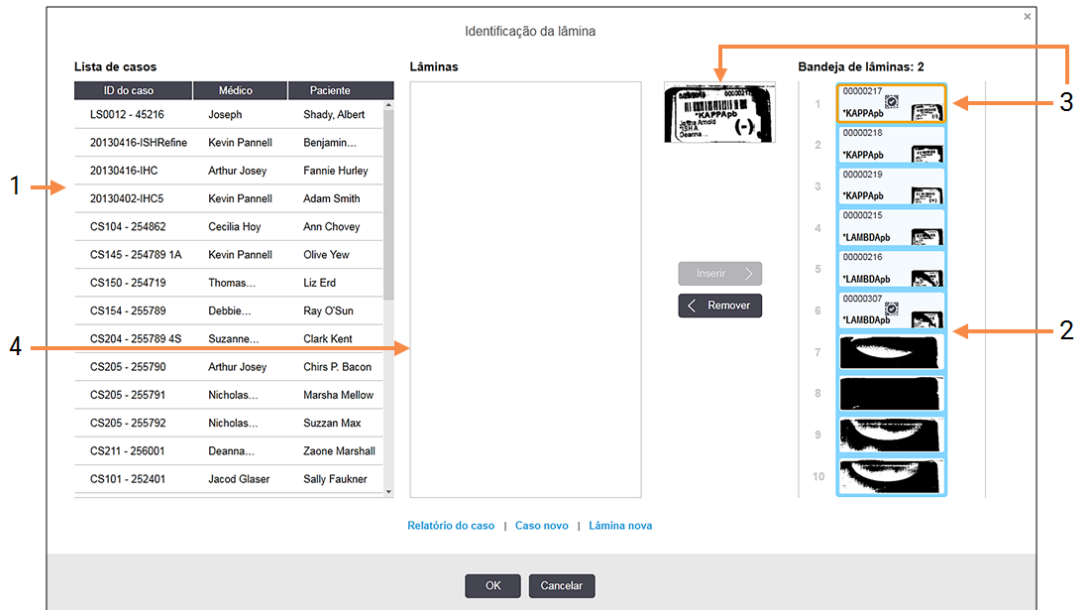 Identificação da lâmina
×
Lista de casos
ID do caso Médico Paciente
LS0012 - 45216 Joseph Shady, Albert
20130416-ISHRefine Kevin Pannell Benjamin...
20130416-IHC Arthur Josey Fannie Hurley
20130402-IHC5 Kevin Pannell Adam Smith
CS104 - 254862 Cecilia Hoy Ann Chovey
CS145 - 254789 1A Kevin Pannell Olive Yew
CS150 - 254719 Thomas... Liz Erd
CS154 - 255789 Debbie... Ray O'Sun
CS204 - 255789 4S Suzanne... Clark Kent
CS205 - 255790 Arthur Josey Chirs P. Bacon
CS205 - 255791 Nicholas... Marsha Mellow
CS205 - 255792 Nicholas... Suzzan Max
CS211 - 256001 Deanna... Zaone Marshall
CS101 - 252401 Jacod Glaser Sally Faukner
1
4
Lâminas
*KAPPApb
(-)
Deanna...
Inserir >
< Remover
Bandeja de lâminas: 2
1 00000217
*KAPPApb
2 00000218
*KAPPApb
3 00000219
*KAPPApb
4 00000215
*LAMBDApb
5 00000216
*LAMBDApb
6 00000307
*LAMBDApb
7
8
9
10
3
2
Relatório do caso | Caso novo | Lâmina nova
OK Cancelar